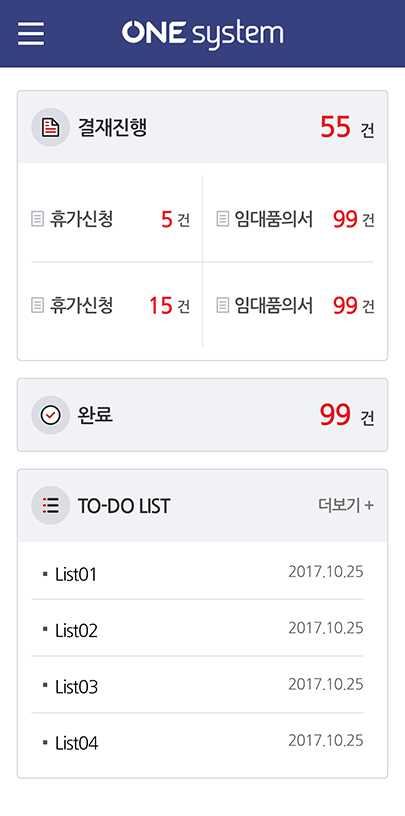 ONE system
결재진행 55 건
휴가신청 5 건 임대품의서 99 건
휴가신청 15 건 임대품의서 99 건
완료 99 건
TO-DO LIST 더보기 +
List01 2017.10.25
List02 2017.10.25
List03 2017.10.25
List04 2017.10.25